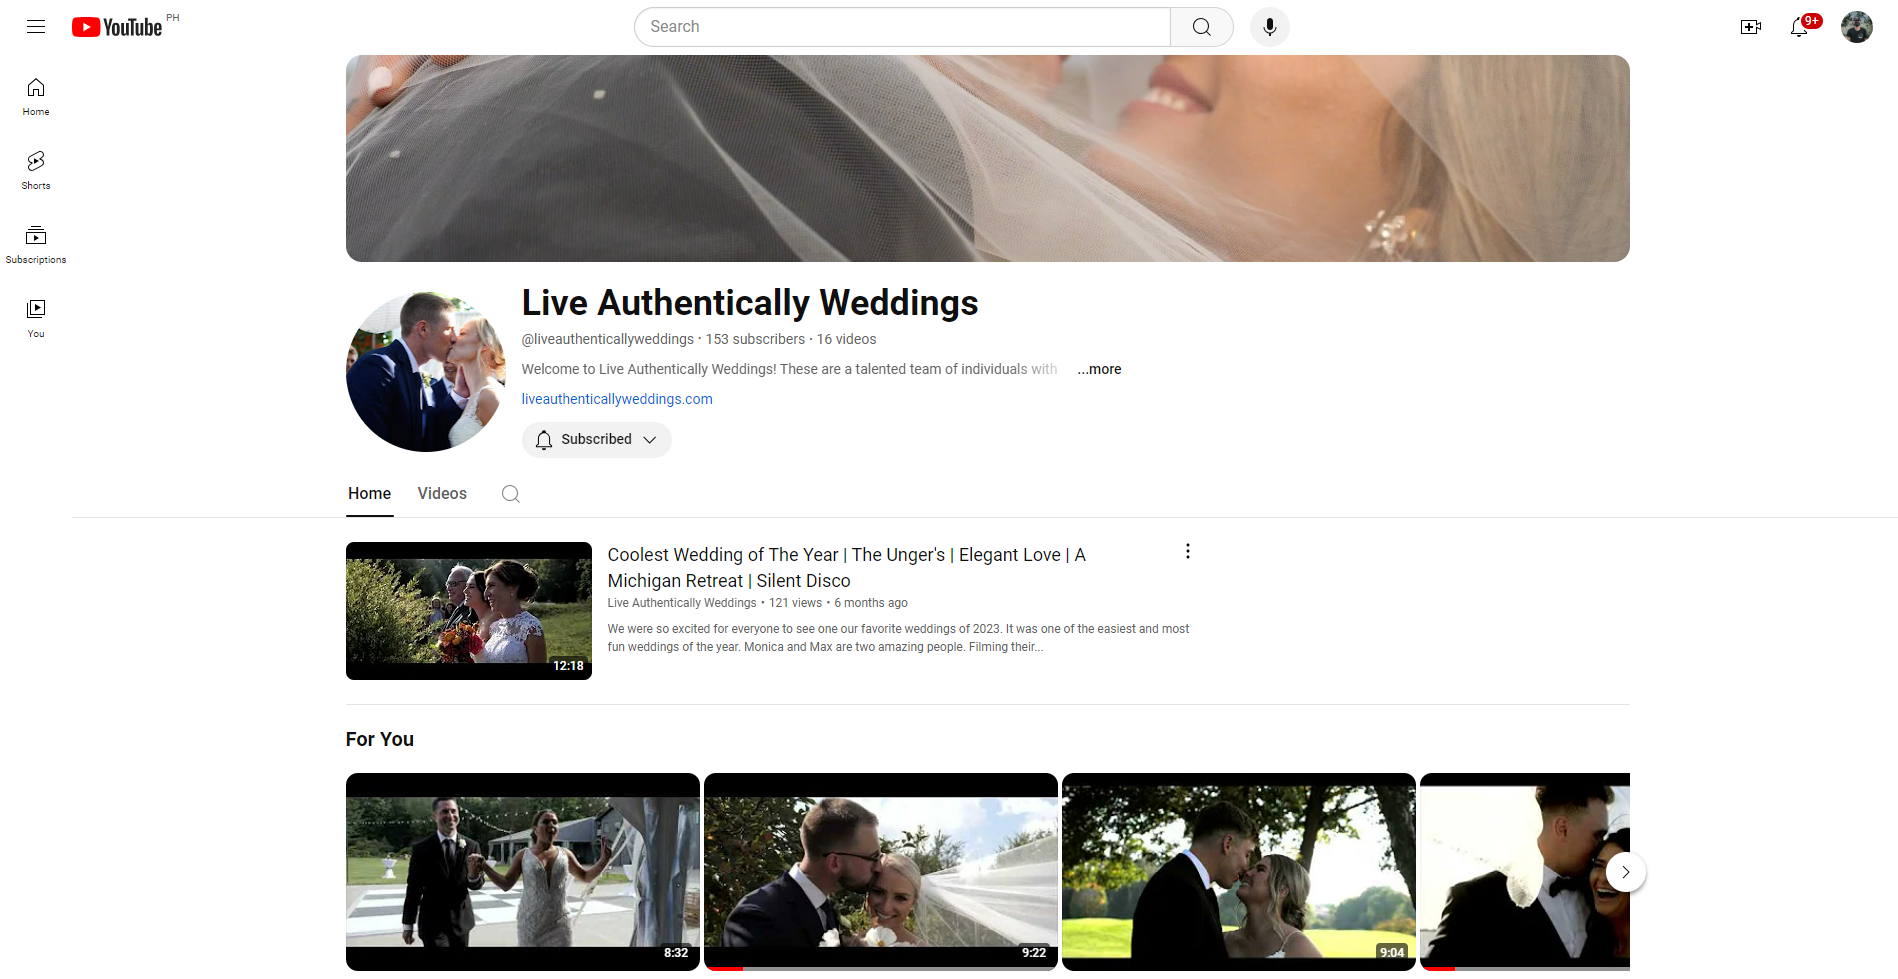 YouTube PH
Search
9+
Home
Shorts
Subscriptions
You
Live Authentically Weddings
@liveauthenticallyweddings • 153 subscribers • 16 videos
Welcome to Live Authentically Weddings! These are a talented team of individuals with ...more
liveauthenticallyweddings.com
Subscribed
Home Videos
Coolest Wedding of The Year | The Unger's | Elegant Love | A
Michigan Retreat | Silent Disco
Live Authentically Weddings • 121 views • 6 months ago
We were so excited for everyone to see one our favorite weddings of 2023. It was one of the easiest and most
fun weddings of the year. Monica and Max are two amazing people. Filming their...
12:18
For You
8:32
9:22
9:04